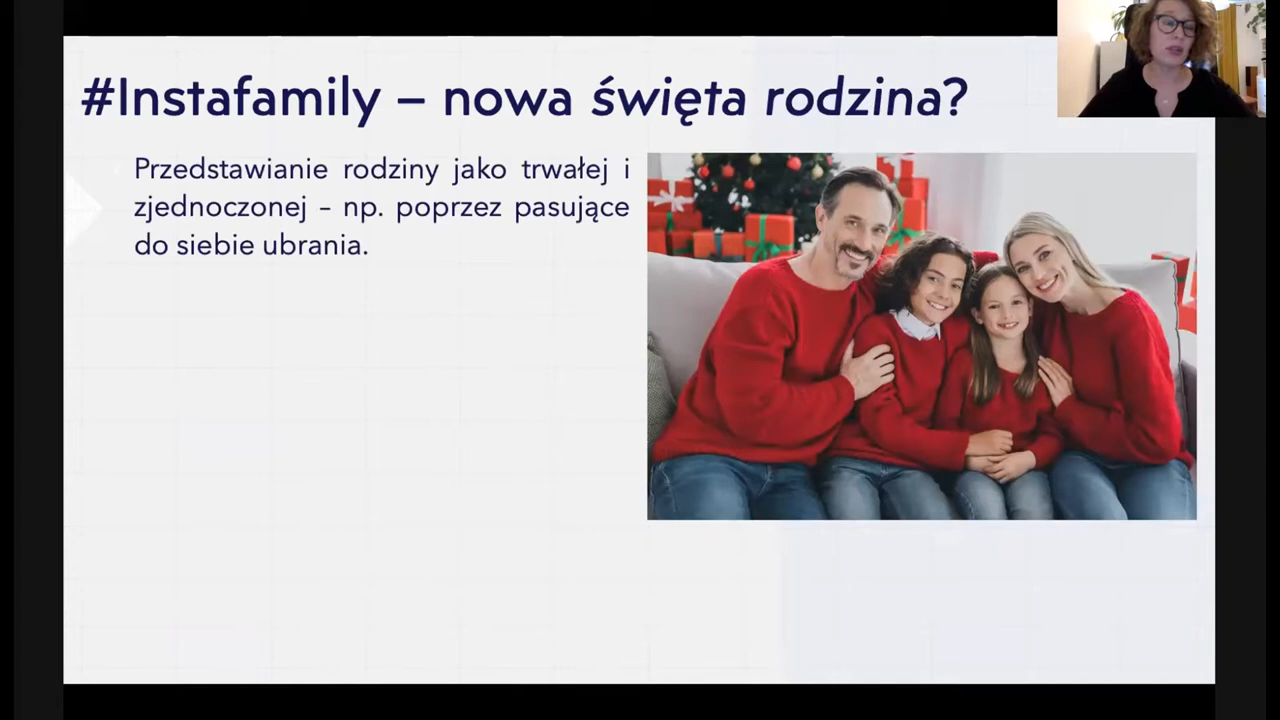 #Instafamily – nowa święta rodzina?
Przedstawianie rodziny jako trwałej i
zjednoczonej – np. poprzez pasujące
do siebie ubrania.